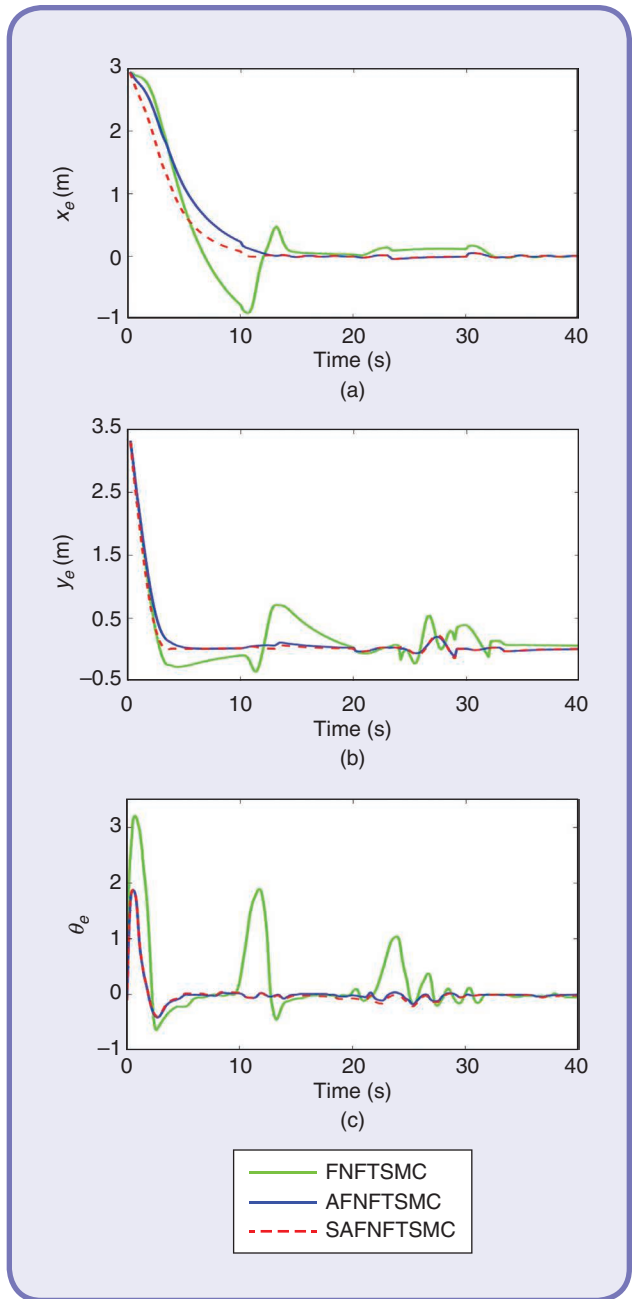 3
2
1
0
−1
x_e (m)
0 10 20 30 40
Time (s)
(a)
3.5
2.5
1.5
0.5
−0.5
y_e (m)
0 10 20 30 40
Time (s)
(b)
3
2
1
0
−1
θ_e
0 10 20 30 40
Time (s)
(c)
FNFTSMC
AFNFTSMC
SAFNFTSMC